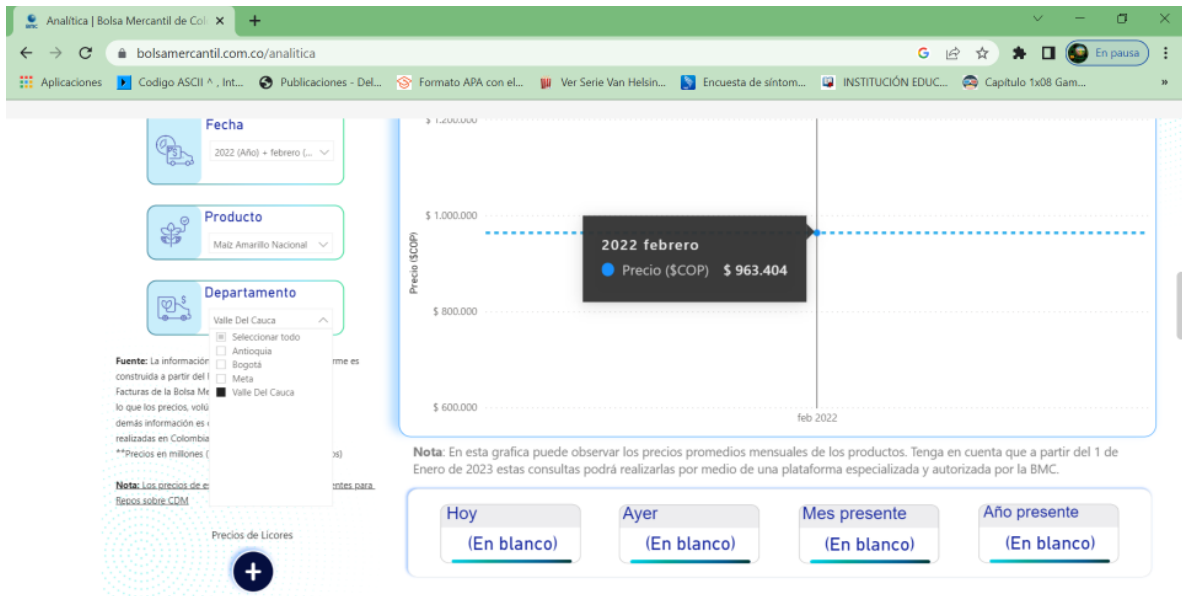 Analítica | Bolsa Mercantil de Col
bolsamercantil.com.co/analitica
En pausa
Aplicaciones
Codigo ASCII ^ , Int...
Publicaciones - Del...
Formato APA con el...
Ver Serie Van Helsin...
Encuesta de síntom...
INSTITUCIÓN EDUC...
Capítulo 1x08 Gam...
»
Fecha
2022 (Año) + febrero (...
Producto
Maíz Amarillo Nacional
Departamento
Valle Del Cauca
Seleccionar todo
Antioquia
Bogotá
Meta
Valle Del Cauca
Fuente: La información rme es
construida a partir del
Facturas de la Bolsa Me
lo que los precios, volú
demás información es
realizadas en Colombia
**Precios en millones ( os)
Nota: Los precios de e entes para
Repos sobre CDM
Precios de Licores
+
$ 1.200.000
$ 1.000.000
$ 800.000
$ 600.000
Precio ($COP)
2022 febrero
Precio ($COP) $ 963.404
feb 2022
Nota: En esta grafica puede observar los precios promedios mensuales de los productos. Tenga en cuenta que a partir del 1 de
Enero de 2023 estas consultas podrá realizarlas por medio de una plataforma especializada y autorizada por la BMC.
Hoy
(En blanco)
Ayer
(En blanco)
Mes presente
(En blanco)
Año presente
(En blanco)